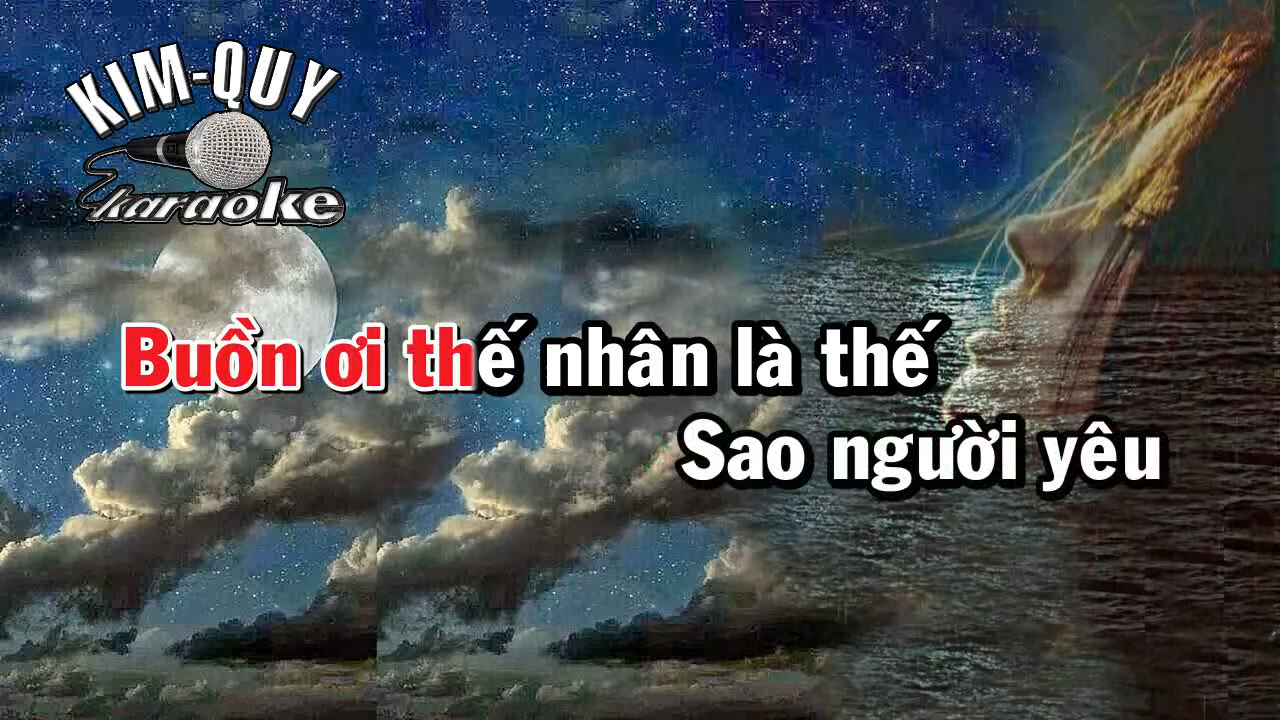 KIM-QUY
karaoke
Buồn ơi thế nhân là thế
Sao người yêu